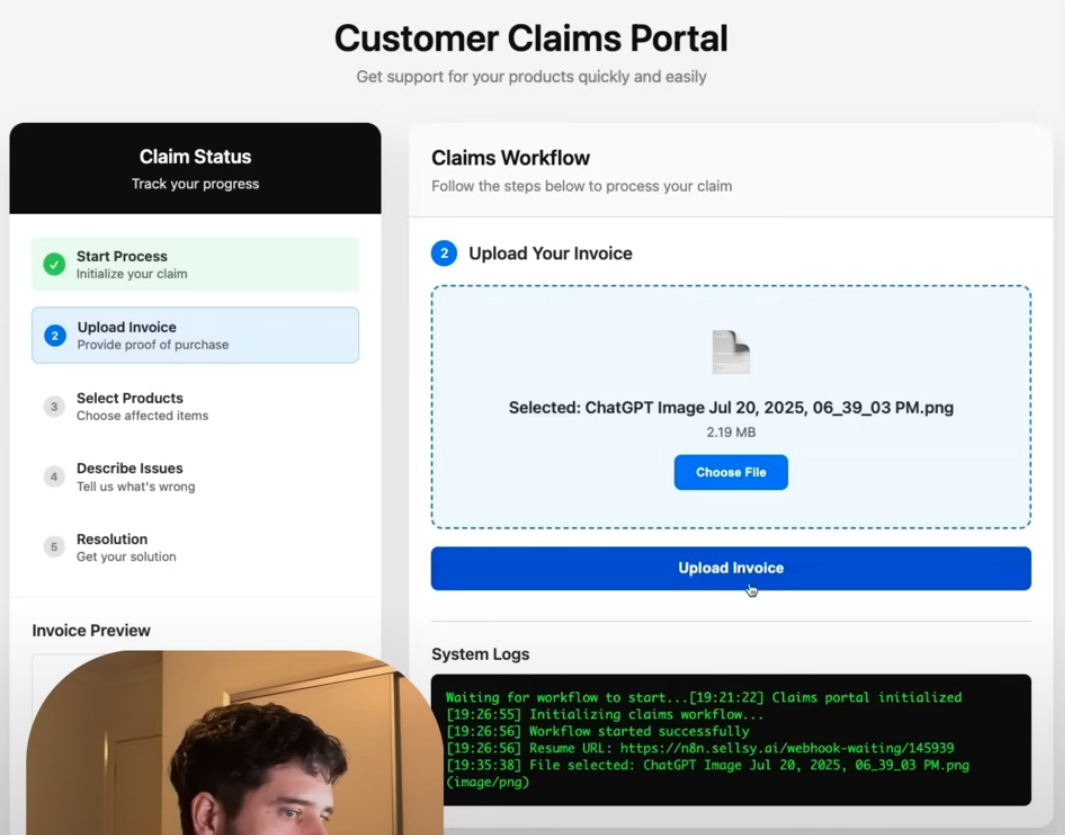 Customer Claims Portal
Get support for your products quickly and easily
Claim Status
Track your progress
Start Process
Initialize your claim
2
Upload Invoice
Provide proof of purchase
3
Select Products
Choose affected items
4
Describe Issues
Tell us what's wrong
5
Resolution
Get your solution
Invoice Preview
Claims Workflow
Follow the steps below to process your claim
2 Upload Your Invoice
Selected: ChatGPT Image Jul 20, 2025, 06_39_03 PM.png
2.19 MB
Choose File
Upload Invoice
System Logs
Waiting for workflow to start...[19:21:22] Claims portal initialized
[19:26:55] Initializing claims workflow...
[19:26:56] Workflow started successfully
[19:26:56] Resume URL: https://n8n.sellsy.ai/webhook-waiting/145939
[19:35:38] File selected: ChatGPT Image Jul 20, 2025, 06_39_03 PM.png
(image/png)